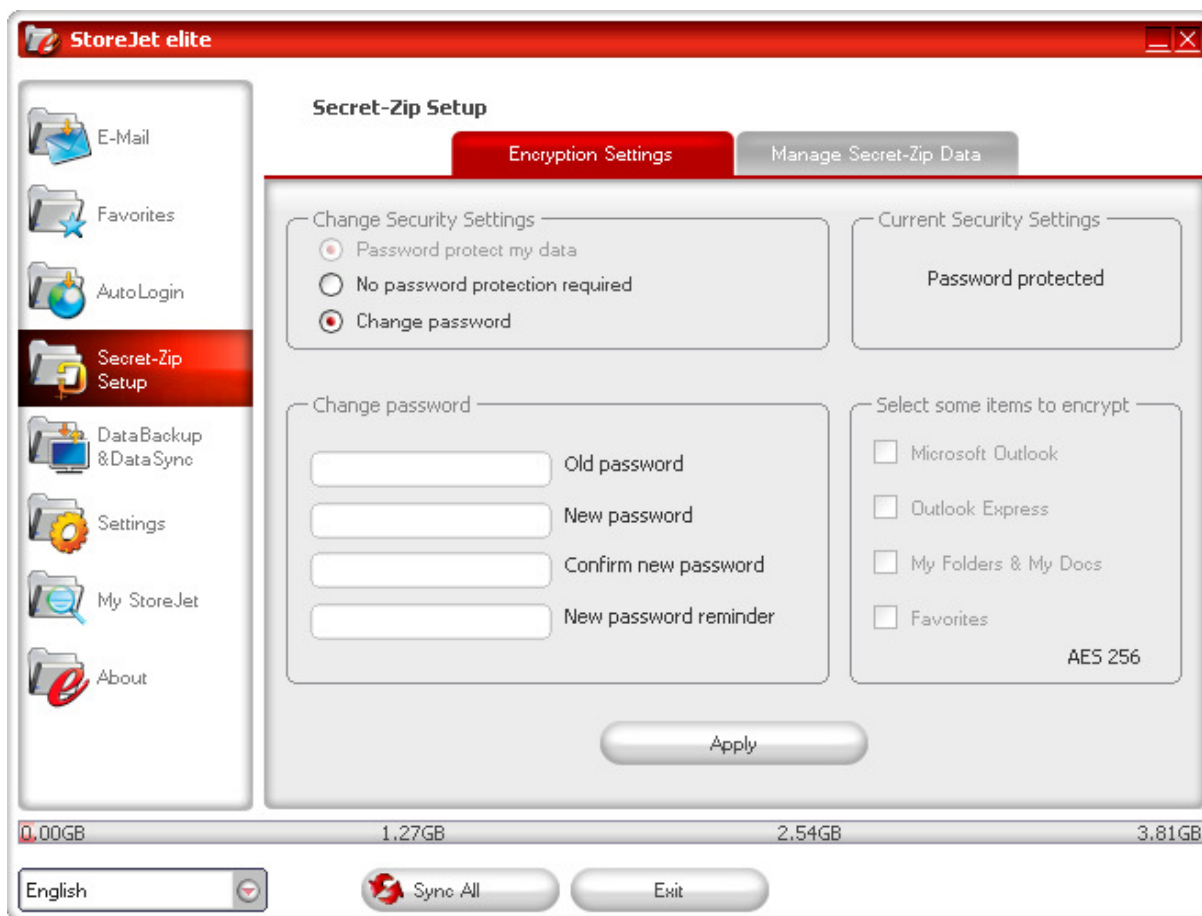 StoreJet elite
E-Mail
Favorites
AutoLogin
Secret-Zip
Setup
DataBackup
&DataSync
Settings
My StoreJet
About
Secret-Zip Setup
Encryption Settings
Manage Secret-Zip Data
Change Security Settings
Password protect my data
No password protection required
Change password
Current Security Settings
Password protected
Change password
Old password
New password
Confirm new password
New password reminder
Select some items to encrypt
Microsoft Outlook
Outlook Express
My Folders & My Docs
Favorites
AES 256
Apply
0.00GB 1.27GB 2.54GB 3.81GB
English
Sync All
Exit